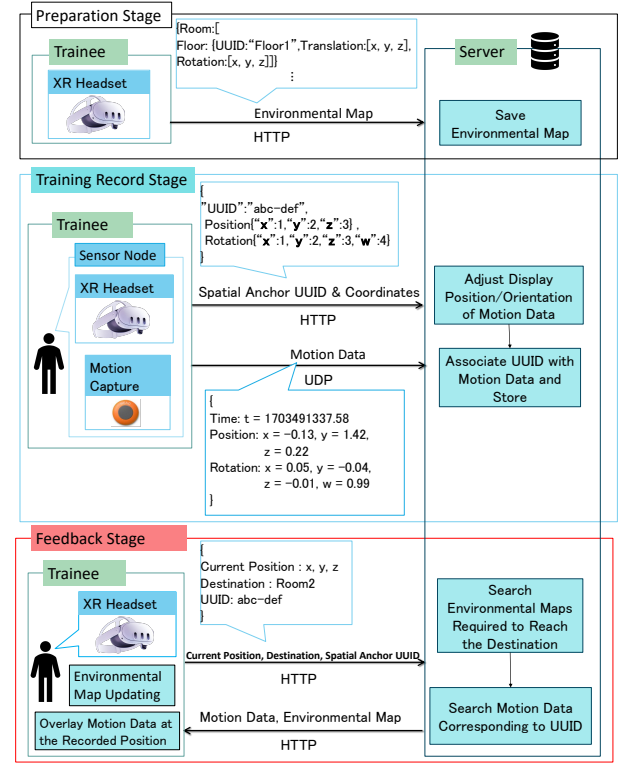 Preparation Stage
Trainee
XR Headset
{Room:[
Floor: {UUID:“Floor1”,Translation:[x, y, z],
Rotation:[x, y, z]]}
⋮
Environmental Map
HTTP
Server
Save
Environmental Map
Training Record Stage
Trainee
Sensor Node
XR Headset
Motion
Capture
{
”UUID”:”abc-def”,
Position{“x”:1,“y”:2,“z”:3} ,
Rotation{“x”:1,“y”:2,“z”:3,“w”:4}
}
Spatial Anchor UUID & Coordinates
HTTP
Motion Data
UDP
{
Time: t = 1703491337.58
Position: x = -0.13, y = 1.42,
z = 0.22
Rotation: x = 0.05, y = -0.04,
z = -0.01, w = 0.99
}
Adjust Display
Position/Orientation
of Motion Data
Associate UUID with
Motion Data and
Store
Feedback Stage
Trainee
XR Headset
Environmental
Map Updating
Overlay Motion Data at
the Recorded Position
{
Current Position : x, y, z
Destination : Room2
UUID: abc-def
}
Current Position, Destination, Spatial Anchor UUID
HTTP
Motion Data, Environmental Map
HTTP
Search
Environmental Maps
Required to Reach
the Destination
Search Motion Data
Corresponding to UUID